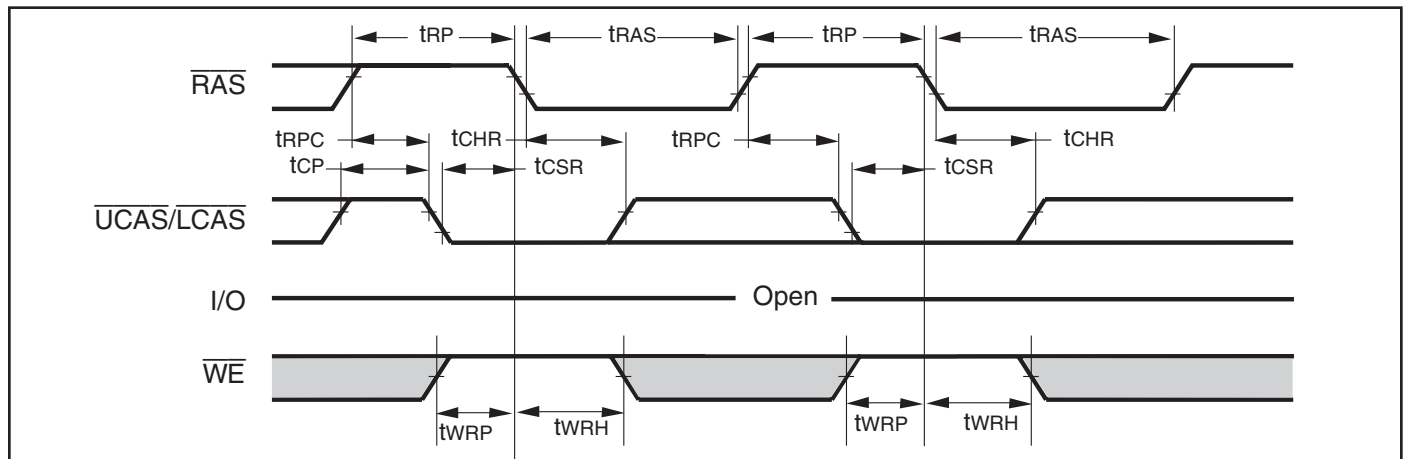 tRP tRAS tRP tRAS
RAS
tRPC tCHR tRPC tCHR
tCP tCSR tCSR
UCAS/LCAS
I/O Open
WE
tWRP tWRH tWRP tWRH